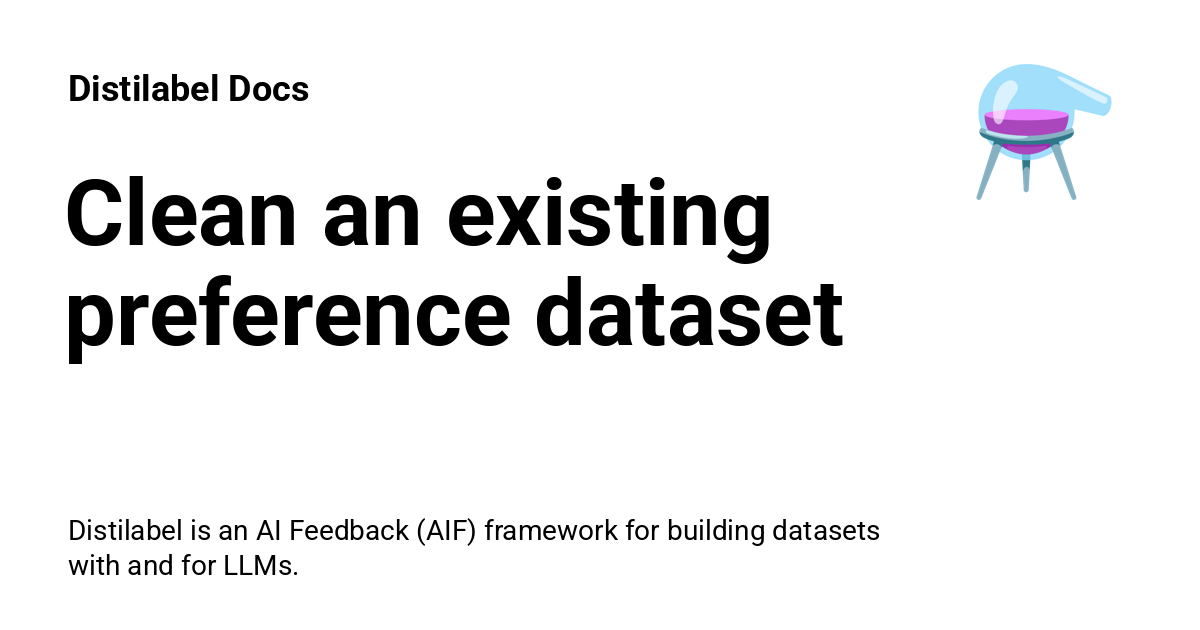 Distilabel Docs
Clean an existing
preference dataset
Distilabel is an AI Feedback (AIF) framework for building datasets
with and for LLMs.